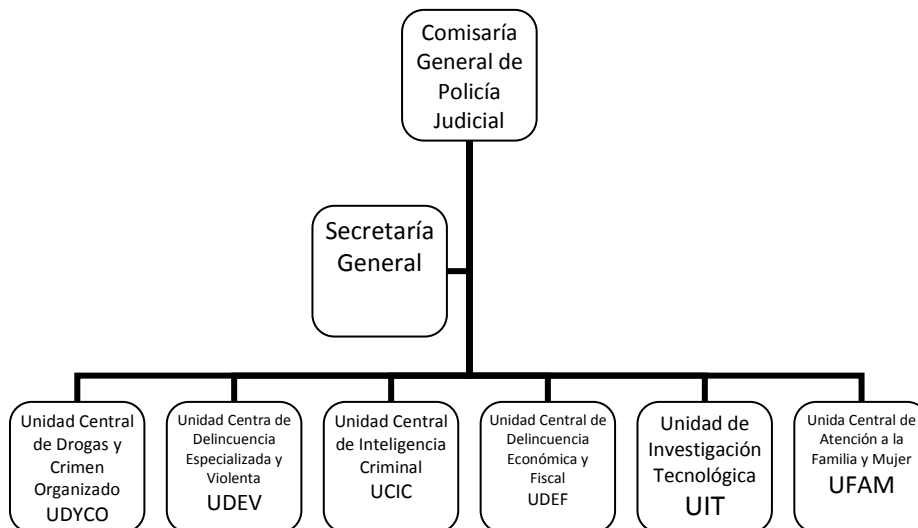 Comisaría
General de
Policía
Judicial
Secretaría
General
Unidad Central
de Drogas y
Crimen
Organizado
UDYCO
Unidad Centra de
Delincuencia
Especializada y
Violenta
UDEV
Unidad Central
de Inteligencia
Criminal
UCIC
Unidad Central de
Delincuencia
Económica y
Fiscal
UDEF
Unidad de
Investigación
Tecnológica
UIT
Unida Central de
Atención a la
Familia y Mujer
UFAM